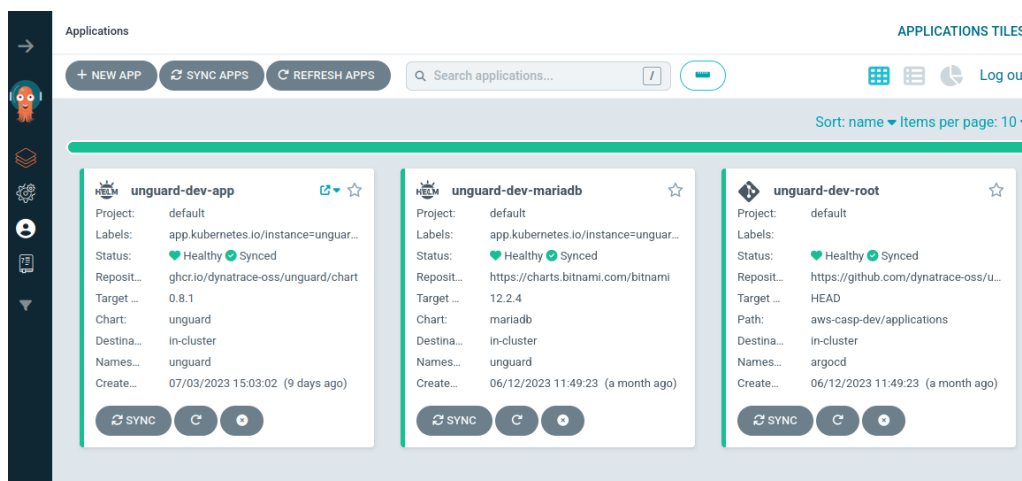 Applications
APPLICATIONS TILES
+ NEW APP
SYNC APPS
REFRESH APPS
Search applications...
/
Log ou
Sort: name
Items per page: 10
HELM
unguard-dev-app
Project: default
Labels: app.kubernetes.io/instance=unguar...
Status: Healthy Synced
Reposit... ghcr.io/dynatrace-oss/unguard/chart
Target ... 0.8.1
Chart: unguard
Destina... in-cluster
Names... unguard
Create... 07/03/2023 15:03:02 (9 days ago)
SYNC
HELM
unguard-dev-mariadb
Project: default
Labels: app.kubernetes.io/instance=unguar...
Status: Healthy Synced
Reposit... https://charts.bitnami.com/bitnami
Target ... 12.2.4
Chart: mariadb
Destina... in-cluster
Names... unguard
Create... 06/12/2023 11:49:23 (a month ago)
SYNC
unguard-dev-root
Project: default
Labels:
Status: Healthy Synced
Reposit... https://github.com/dynatrace-oss/u...
Target ... HEAD
Path: aws-casp-dev/applications
Destina... in-cluster
Names... argocd
Create... 06/12/2023 11:49:23 (a month ago)
SYNC